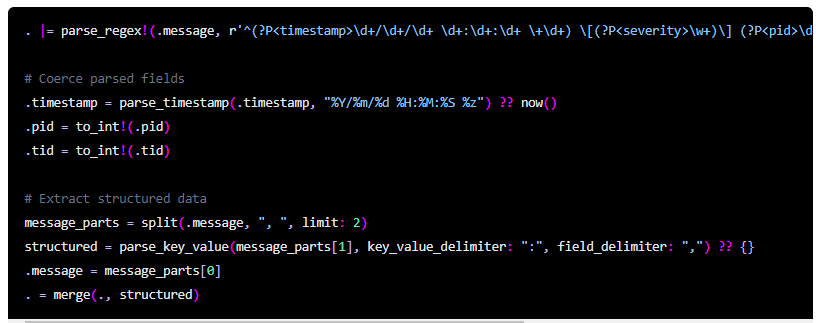 . |= parse_regex!(.message, r'^(?P<timestamp>\d+/\d+/\d+ \d+:\d+:\d+ \+\d+) \[(?P<severity>\w+)\] (?P<pid>\d
# Coerce parsed fields
.timestamp = parse_timestamp(.timestamp, "%Y/%m/%d %H:%M:%S %z") ?? now()
.pid = to_int!(.pid)
.tid = to_int!(.tid)
# Extract structured data
message_parts = split(.message, ", ", limit: 2)
structured = parse_key_value(message_parts[1], key_value_delimiter: ":", field_delimiter: ",") ?? {}
.message = message_parts[0]
. = merge(., structured)